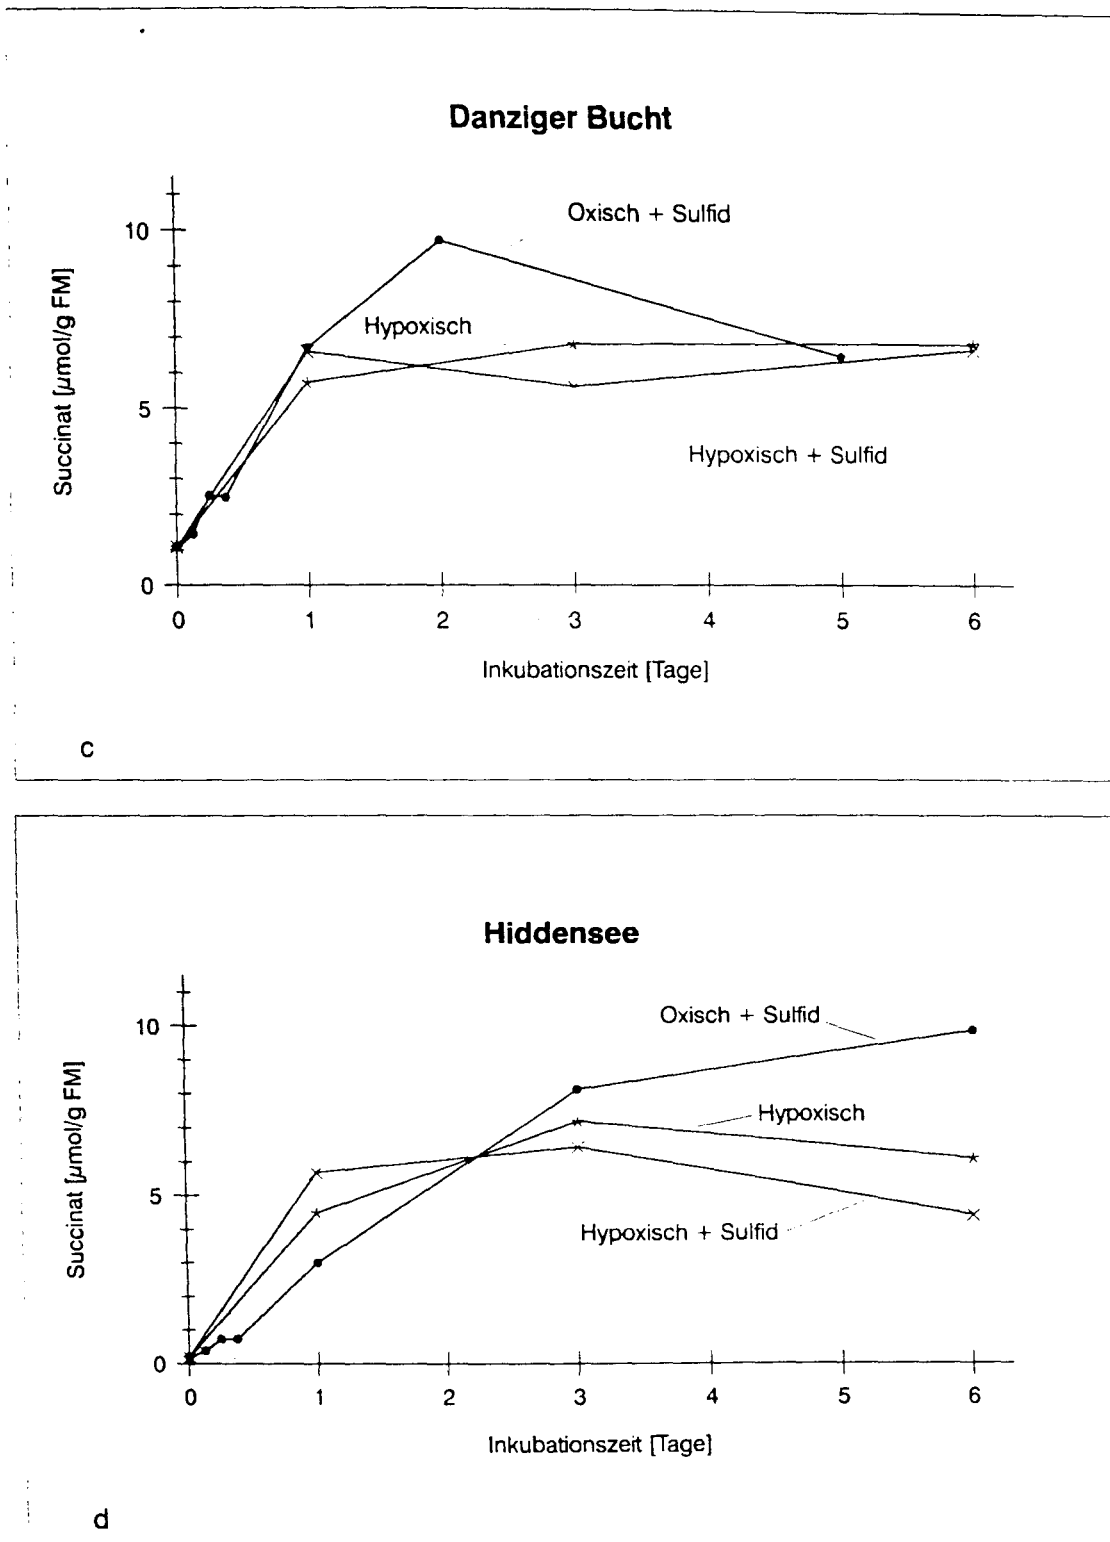 Danziger Bucht
Oxisch + Sulfid
10
Hypoxisch
Succinat [µmol/g FM]
5
Hypoxisch + Sulfid
0
0 1 2 3 4 5 6
Inkubationszeit [Tage]
c
Hiddensee
Oxisch + Sulfid
10
Hypoxisch
Succinat [µmol/g FM]
5
Hypoxisch + Sulfid
0
0 1 2 3 4 5 6
Inkubationszeit [Tage]
d